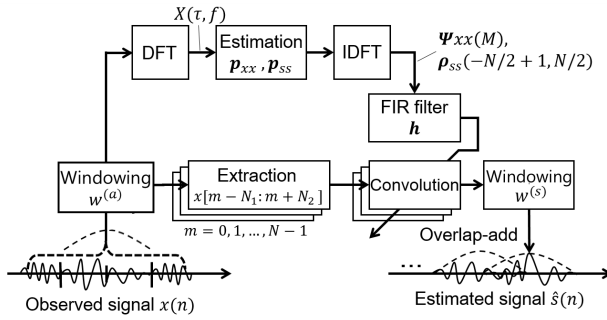 X(τ, f)
DFT
Estimation
p_xx , p_ss
IDFT
Ψxx(M),
ρ_ss(−N/2 + 1, N/2)
FIR filter
h
Windowing
w^(a)
Extraction
x[m − N_1: m + N_2]
Convolution
Windowing
w^(s)
m = 0, 1, … , N − 1
Overlap-add
...
Observed signal x(n)
Estimated signal ŝ(n)